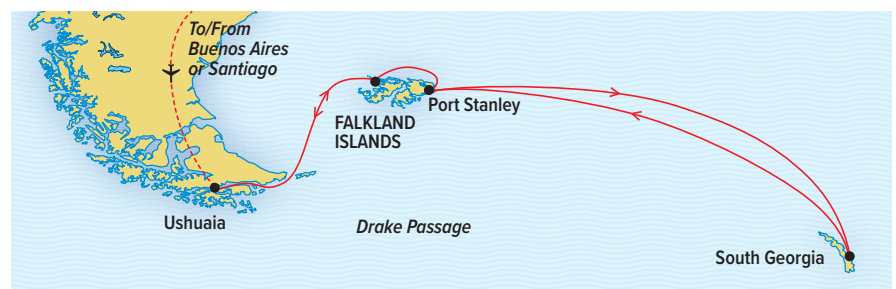 To/From
Buenos Aires
or Santiago
Port Stanley
FALKLAND
ISLANDS
Ushuaia
Drake Passage
South Georgia